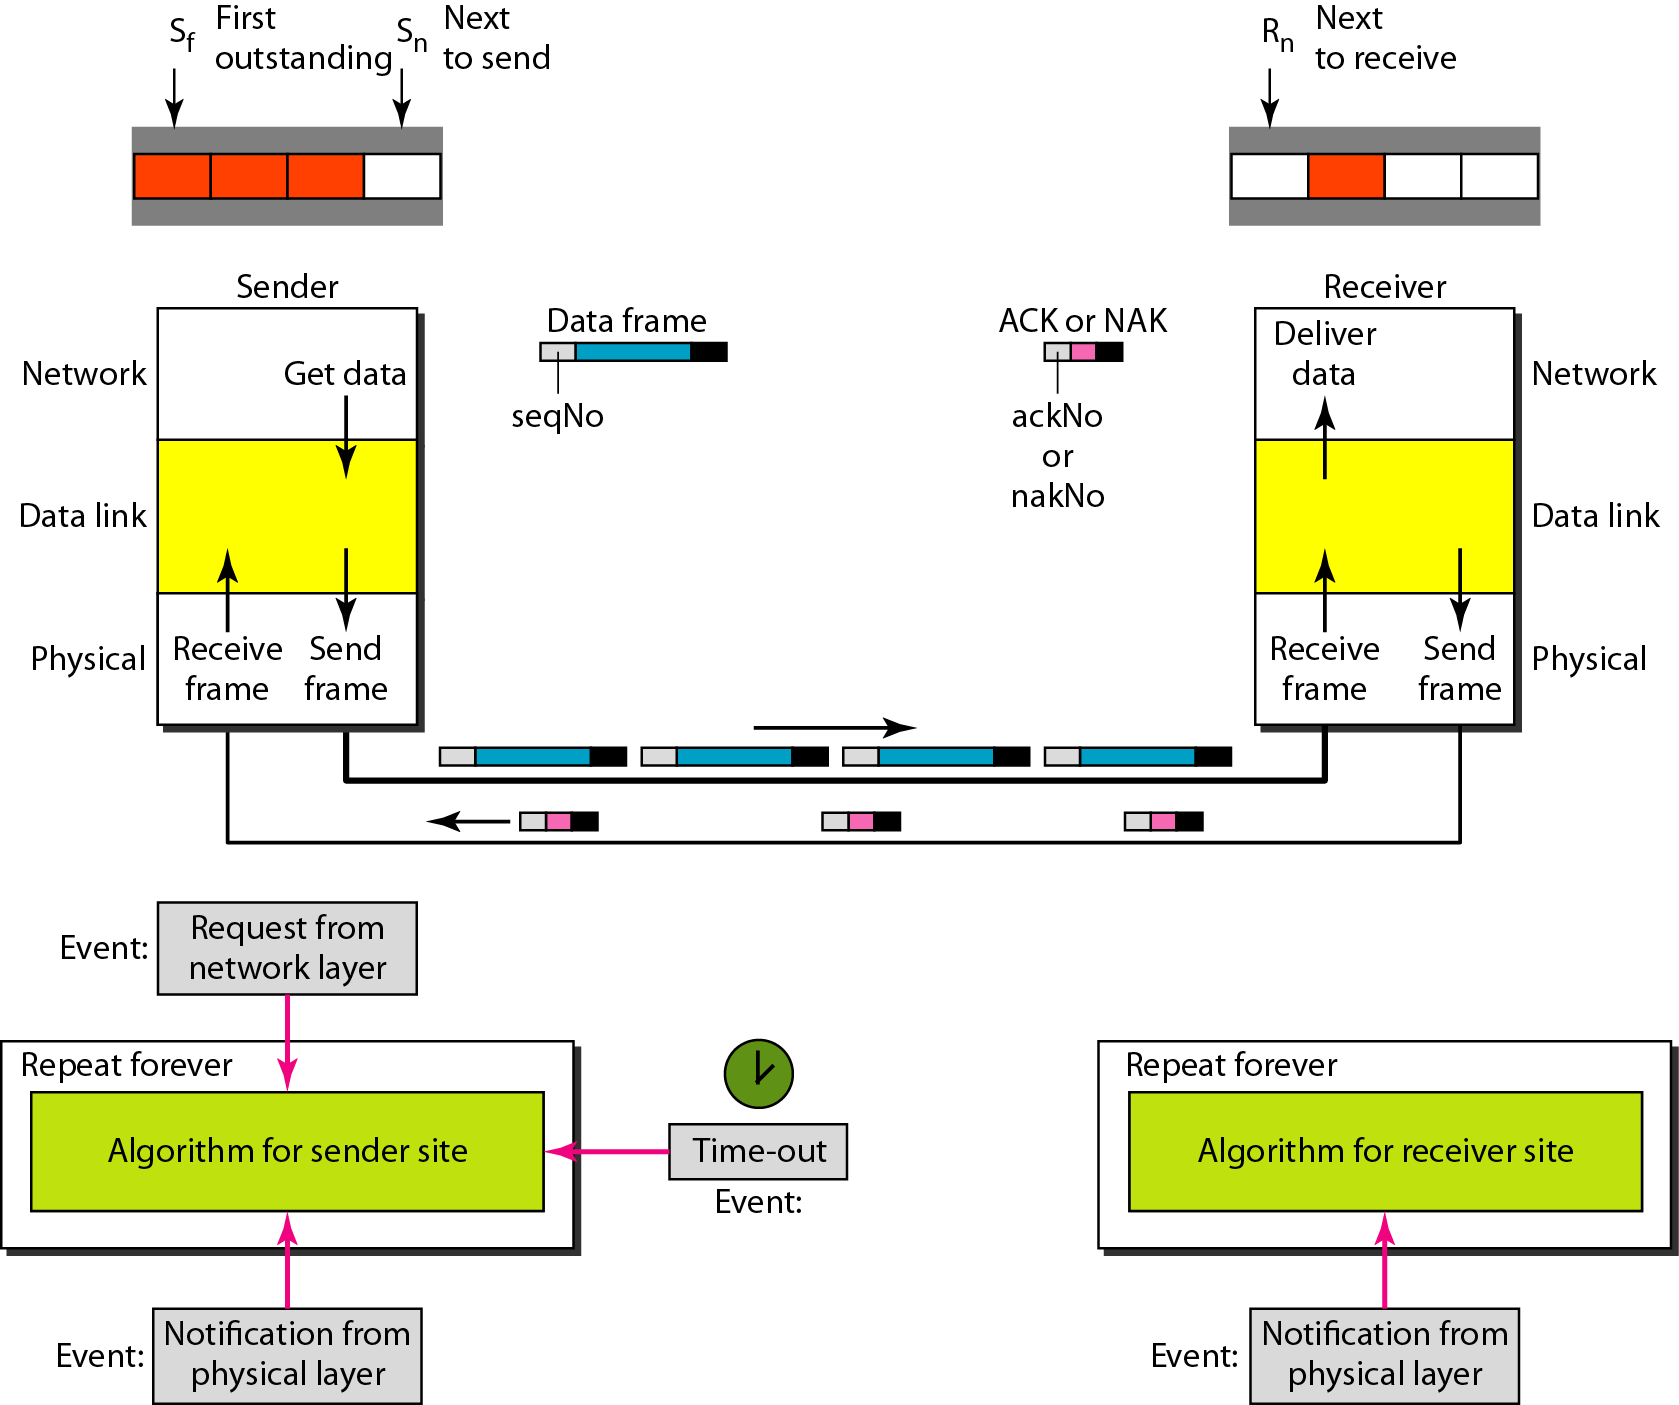 Sf First
outstanding
Sn Next
to send
Rn Next
to receive
Sender
Receiver
Network
Get data
Data link
Physical
Receive
frame
Send
frame
Data frame
seqNo
ACK or NAK
ackNo
or
nakNo
Deliver
data
Network
Data link
Receive
frame
Send
frame
Physical
Event:
Request from
network layer
Repeat forever
Algorithm for sender site
Time-out
Event:
Event:
Notification from
physical layer
Repeat forever
Algorithm for receiver site
Event:
Notification from
physical layer